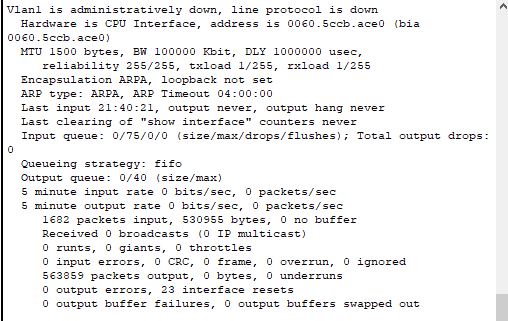 Vlan1 is administratively down, line protocol is down
Hardware is CPU Interface, address is 0060.5ccb.ace0 (bia
0060.5ccb.ace0)
MTU 1500 bytes, BW 100000 Kbit, DLY 1000000 usec,
reliability 255/255, txload 1/255, rxload 1/255
Encapsulation ARPA, loopback not set
ARP type: ARPA, ARP Timeout 04:00:00
Last input 21:40:21, output never, output hang never
Last clearing of "show interface" counters never
Input queue: 0/75/0/0 (size/max/drops/flushes); Total output drops:
0
Queueing strategy: fifo
Output queue: 0/40 (size/max)
5 minute input rate 0 bits/sec, 0 packets/sec
5 minute output rate 0 bits/sec, 0 packets/sec
1682 packets input, 530955 bytes, 0 no buffer
Received 0 broadcasts (0 IP multicast)
0 runts, 0 giants, 0 throttles
0 input errors, 0 CRC, 0 frame, 0 overrun, 0 ignored
563859 packets output, 0 bytes, 0 underruns
0 output errors, 23 interface resets
0 output buffer failures, 0 output buffers swapped out